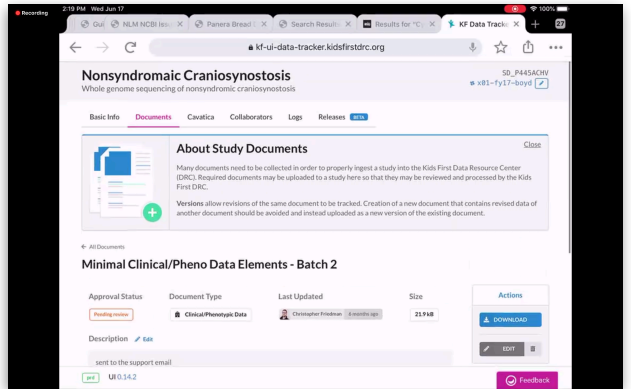 Recording
2:19 PM Wed Jun 17
100%
Gui
NLM NCBI Iss
Panera Bread
Search Results
Results for "C
KF Data Tracke
27
kf-ui-data-tracker.kidsfirstdrc.org
Nonsyndromaic Craniosynostosis
SD_P445ACHV
Whole genome sequencing of nonsyndromic craniosynostosis
x01-fy17-boyd
Basic Info Documents Cavatica Collaborators Logs Releases BETA
About Study Documents
Close
Many documents need to be collected in order to properly ingest a study into the Kids First Data Resource Center
(DRC). Required documents may be uploaded to a study here so that they may be reviewed and processed by the Kids
First DRC.
Versions allow revisions of the same document to be tracked. Creation of a new document that contains revised data of
another document should be avoided and instead uploaded as a new version of the existing document.
All Documents
Minimal Clinical/Pheno Data Elements - Batch 2
Approval Status Document Type Last Updated Size Actions
Pending review Clinical/Phenotypic Data Christopher Friedman 6 months ago 21.9 kB
DOWNLOAD
Description Edit
EDIT
sent to the support email
prd UI 0.14.2
Feedback